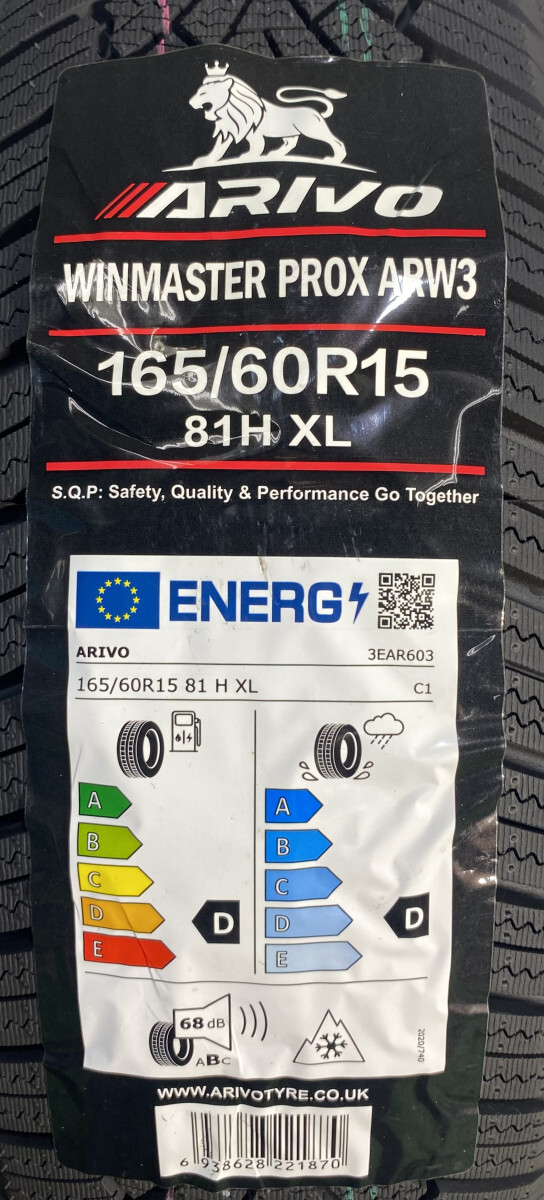 ARIVO
WINMASTER PROX ARW3
165/60R15
81H XL
S.Q.P: Safety, Quality & Performance Go Together
ENERG
ARIVO 3EAR603
165/60R15 81 H XL C1
A A
B B
C C
D D D D
E E
68 dB
ABC
2020/740
WWW.ARIVOTYRE.CO.UK
6 938628 221870